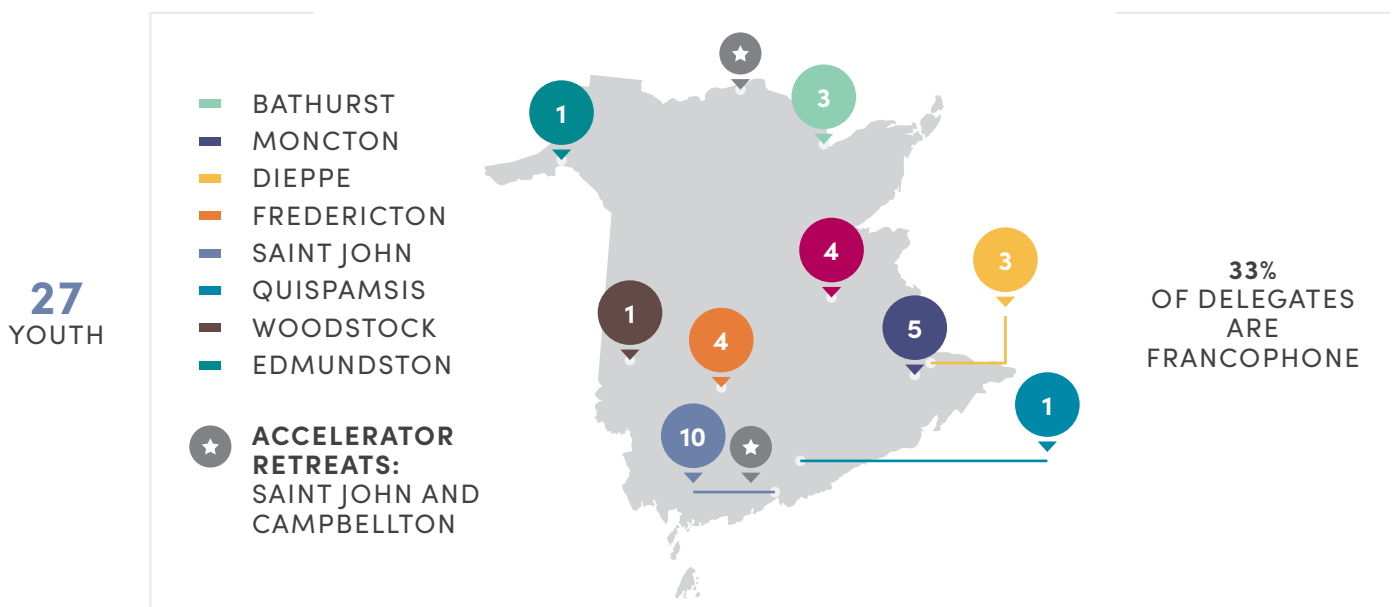 27
YOUTH
BATHURST
MONCTON
DIEPPE
FREDERICTON
SAINT JOHN
QUISPAMSIS
WOODSTOCK
EDMUNDSTON
ACCELERATOR
RETREATS:
SAINT JOHN AND
CAMPBELLTON
1
3
4
3
1
4
5
10
1
33%
OF DELEGATES
ARE
FRANCOPHONE